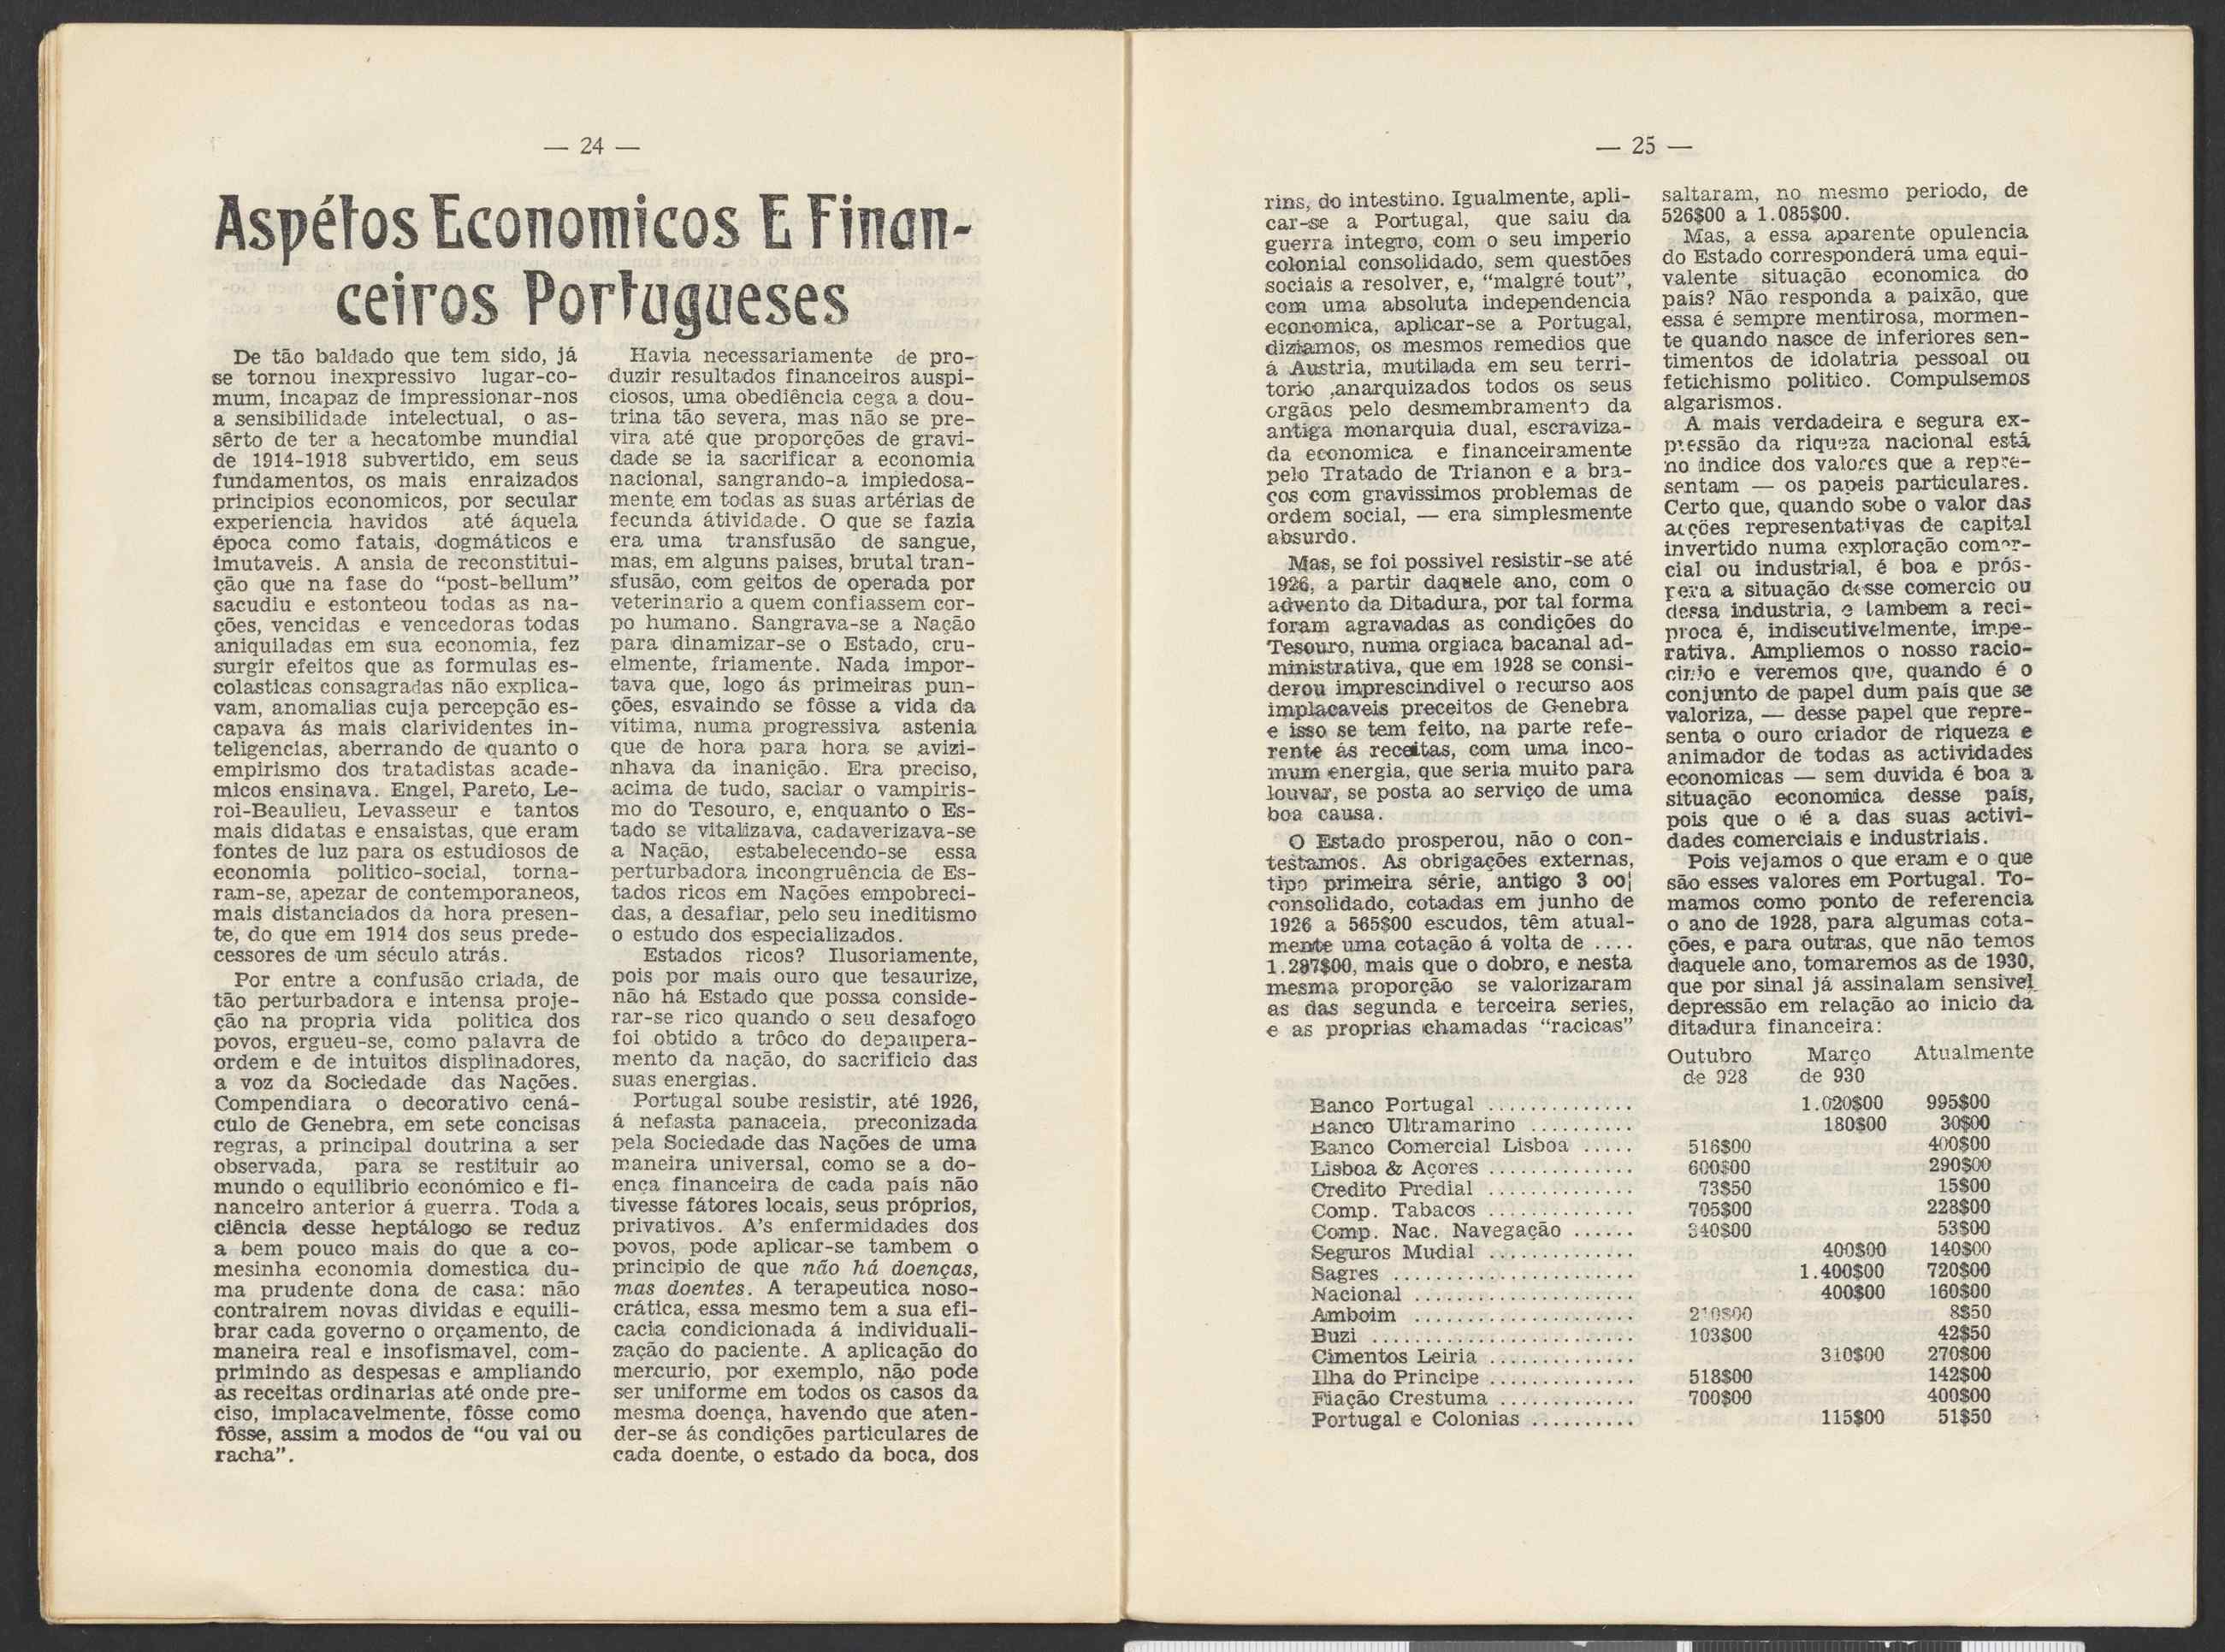 — 24 —
Aspétos Economicos E Finan-
ceiros Portugueses
De tão baldado que tem sido, já
se tornou inexpressivo lugar-co-
mum, incapaz de impressionar-nos
a sensibilidade intelectual, o as-
sêrto de ter a hecatombe mundial
de 1914-1918 subvertido, em seus
fundamentos, os mais enraizados
principios economicos, por secular
experiencia havidos até áquela
época como fatais, dogmáticos e
imutaveis. A ansia de reconstitui-
ção que na fase do “post-bellum”
sacudiu e estonteou todas as na-
ções, vencidas e vencedoras todas
aniquiladas em sua economia, fez
surgir efeitos que as formulas es-
colasticas consagradas não explica-
vam, anomalias cuja percepção es-
capava ás mais clarividentes in-
teligencias, aberrando de quanto o
empirismo dos tratadistas acade-
micos ensinava. Engel, Pareto, Le-
roi-Beaulieu, Levasseur e tantos
mais didatas e ensaistas, que eram
fontes de luz para os estudiosos de
economia politico-social, torna-
ram-se, apezar de contemporaneos,
mais distanciados da hora presen-
te, do que em 1914 dos seus prede-
cessores de um século atrás.
Por entre a confusão criada, de
tão perturbadora e intensa proje-
ção na propria vida politica dos
povos, ergueu-se, como palavra de
ordem e de intuitos displinadores,
a voz da Sociedade das Nações.
Compendiara o decorativo cená-
culo de Genebra, em sete concisas
regras, a principal doutrina a ser
observada, para se restituir ao
mundo o equilibrio económico e fi-
nanceiro anterior á guerra. Toda a
ciência desse heptálogo se reduz
a bem pouco mais do que a co-
mesinha economia domestica du-
ma prudente dona de casa: não
contrairem novas dividas e equili-
brar cada governo o orçamento, de
maneira real e insofismavel, com-
primindo as despesas e ampliando
as receitas ordinarias até onde pre-
ciso, implacavelmente, fôsse como
fôsse, assim a modos de “ou vai ou
racha”.
Havia necessariamente de pro-
duzir resultados financeiros auspi-
ciosos, uma obediência cega a dou-
trina tão severa, mas não se pre-
vira até que proporções de gravi-
dade se ia sacrificar a economia
nacional, sangrando-a impiedosa-
mente em todas as suas artérias de
fecunda átividade. O que se fazia
era uma transfusão de sangue,
mas, em alguns países, brutal tran-
sfusão, com geitos de operada por
veterinario a quem confiassem cor-
po humano. Sangrava-se a Nação
para dinamizar-se o Estado, cru-
elmente, friamente. Nada impor-
tava que, logo ás primeiras pun-
ções, esvaindo se fôsse a vida da
vítima, numa progressiva astenia
que de hora para hora se avizi-
nhava da inanição. Era preciso,
acima de tudo, saciar o vampiris-
mo do Tesouro, e, enquanto o Es-
tado se vitalizava, cadaverizava-se
a Nação, estabelecendo-se essa
perturbadora incongruência de Es-
tados ricos em Nações empobreci-
das, a desafiar, pelo seu ineditismo
o estudo dos especializados.
Estados ricos? Ilusoriamente,
pois por mais ouro que tesaurize,
não há Estado que possa conside-
rar-se rico quando o seu desafogo
foi obtido a trôco do depaupera-
mento da nação, do sacrificio das
suas energias.
Portugal soube resistir, até 1926,
á nefasta panaceia, preconizada
pela Sociedade das Nações de uma
maneira universal, como se a do-
ença financeira de cada país não
tivesse fátores locais, seus próprios,
privativos. A's enfermidades dos
povos, pode aplicar-se tambem o
principio de que não há doenças,
mas doentes. A terapeutica noso-
crática, essa mesmo tem a sua efi-
cacia condicionada á individuali-
zação do paciente. A aplicação do
mercurio, por exemplo, não pode
ser uniforme em todos os casos da
mesma doença, havendo que aten-
der-se ás condições particulares de
cada doente, o estado da boca, dos
— 25 —
rins, do intestino. Igualmente, apli-
car-se a Portugal, que saiu da
guerra integro, com o seu imperio
colonial consolidado, sem questões
sociais a resolver, e, “malgré tout”,
com uma absoluta independencia
economica, aplicar-se a Portugal,
diziamos, os mesmos remedios que
á Austria, mutilada em seu terri-
torio ,anarquizados todos os seus
orgãos pelo desmembramento da
antiga monarquia dual, escraviza-
da economica e financeiramente
pelo Tratado de Trianon e a bra-
ços com gravissimos problemas de
ordem social, — era simplesmente
absurdo.
Mas, se foi possivel resistir-se até
1926, a partir daquele ano, com o
advento da Ditadura, por tal forma
foram agravadas as condições do
Tesouro, numa orgiaca bacanal ad-
ministrativa, que em 1928 se consi-
derou imprescindivel o recurso aos
implacaveis preceitos de Genebra
e isso se tem feito, na parte refe-
rente ás receitas, com uma inco-
mum energia, que seria muito para
louvar, se posta ao serviço de uma
boa causa.
O Estado prosperou, não o con-
testamos. As obrigações externas,
tipo primeira série, antigo 3 oo|
consolidado, cotadas em junho de
1926 a 565$00 escudos, têm atual-
mente uma cotação á volta de ....
1.287$00, mais que o dobro, e nesta
mesma proporção se valorizaram
as das segunda e terceira series,
e as proprias chamadas “racicas”
saltaram, no mesmo periodo, de
526$00 a 1.085$00.
Mas, a essa aparente opulencia
do Estado corresponderá uma equi-
valente situação economica do
país? Não responda a paixão, que
essa é sempre mentirosa, mormen-
te quando nasce de inferiores sen-
timentos de idolatria pessoal ou
fetichismo politico. Compulsemos
algarismos.
A mais verdadeira e segura ex-
pressão da riqueza nacional está
no indice dos valores que a repre-
sentam — os papeis particulares.
Certo que, quando sobe o valor das
acções representativas de capital
invertido numa exploração comer-
cial ou industrial, é boa e prós-
pera a situação desse comercio ou
dessa industria, e tambem a reci-
proca é, indiscutivelmente, impe-
rativa. Ampliemos o nosso racio-
cinio e veremos que, quando é o
conjunto de papel dum país que se
valoriza, — desse papel que repre-
senta o ouro criador de riqueza e
animador de todas as actividades
economicas — sem duvida é boa a
situação economica desse país,
pois que o é a das suas activi-
dades comerciais e industriais.
Pois vejamos o que eram e o que
são esses valores em Portugal. To-
mamos como ponto de referencia
o ano de 1928, para algumas cota-
ções, e para outras, que não temos
daquele ano, tomaremos as de 1930,
que por sinal já assinalam sensivel
depressão em relação ao inicio da
ditadura financeira:
Outubro Março Atualmente
de 928 de 930
Banco Portugal .............. 1.020$00 995$00
Banco Ultramarino .......... 180$00 30$00
Banco Comercial Lisboa ..... 516$00 400$00
Lisboa & Açores .............. 600$00 290$00
Credito Predial .............. 73$50 15$00
Comp. Tabacos .............. 705$00 228$00
Comp. Nac. Navegação ...... 340$00 53$00
Seguros Mudial .............. 400$00 140$00
Sagres ....................... 1.400$00 720$00
Nacional ..................... 400$00 160$00
Amboim ..................... 210$00 8$50
Buzi ......................... 103$00 42$50
Cimentos Leiria .............. 310$00 270$00
Ilha do Principe .............. 518$00 142$00
Fiação Crestuma ............. 700$00 400$00
Portugal e Colonias .......... 115$00 51$50